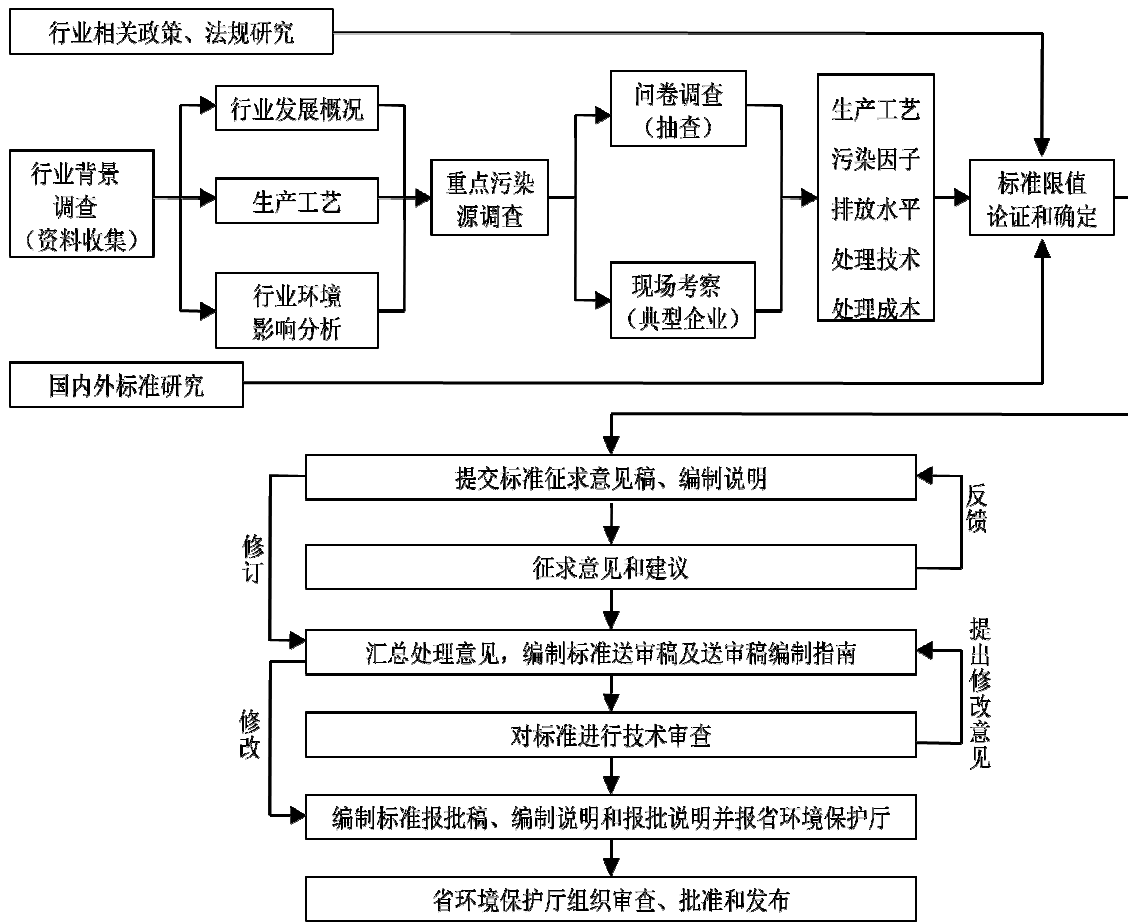 行业相关政策、法规研究
行业背景
调查
（资料收集）
行业发展概况
生产工艺
行业环境
影响分析
重点污染
源调查
问卷调查
（抽查）
现场考察
（典型企业）
生产工艺
污染因子
排放水平
处理技术
处理成本
标准限值
论证和确定
国内外标准研究
提交标准征求意见稿、编制说明
反馈
修订
征求意见和建议
汇总处理意见，编制标准送审稿及送审稿编制指南
提出修改意见
修改
对标准进行技术审查
编制标准报批稿、编制说明和报批说明并报省环境保护厅
省环境保护厅组织审查、批准和发布